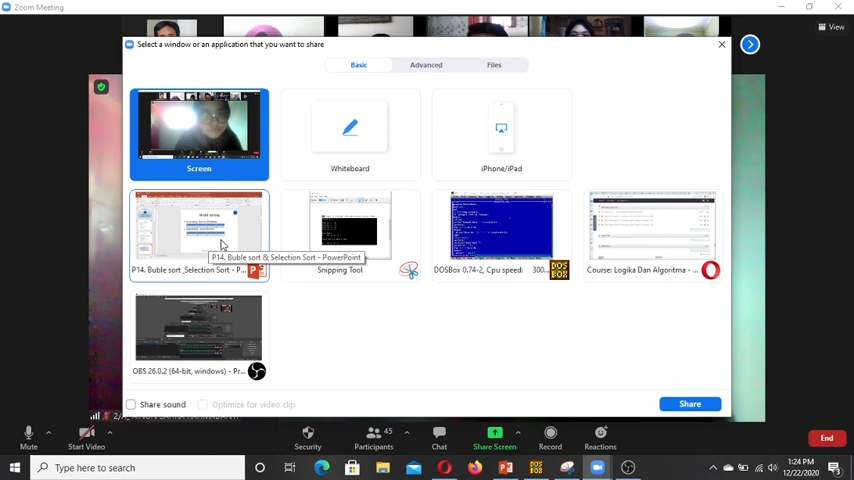 Zoom Meeting
Select a window or an application that you want to share
View
Basic
Advanced
Files
Screen
Whiteboard
iPhone/iPad
P14. Buble sort & Selection Sort - PowerPoint
P14. Buble sort ,Selection Sort - P...
Snipping Tool
DOSBox 0.74-2, Cpu speed: 300...
Course: Logika Dan Algoritma - ...
OBS 26.0.2 (64-bit, windows) - Pr...
Share sound
Optimize for video clip
Share
Mute
Start Video
Security
45
Participants
Chat
Share Screen
Record
Reactions
End
Type here to search
1:24 PM
12/22/2020
3